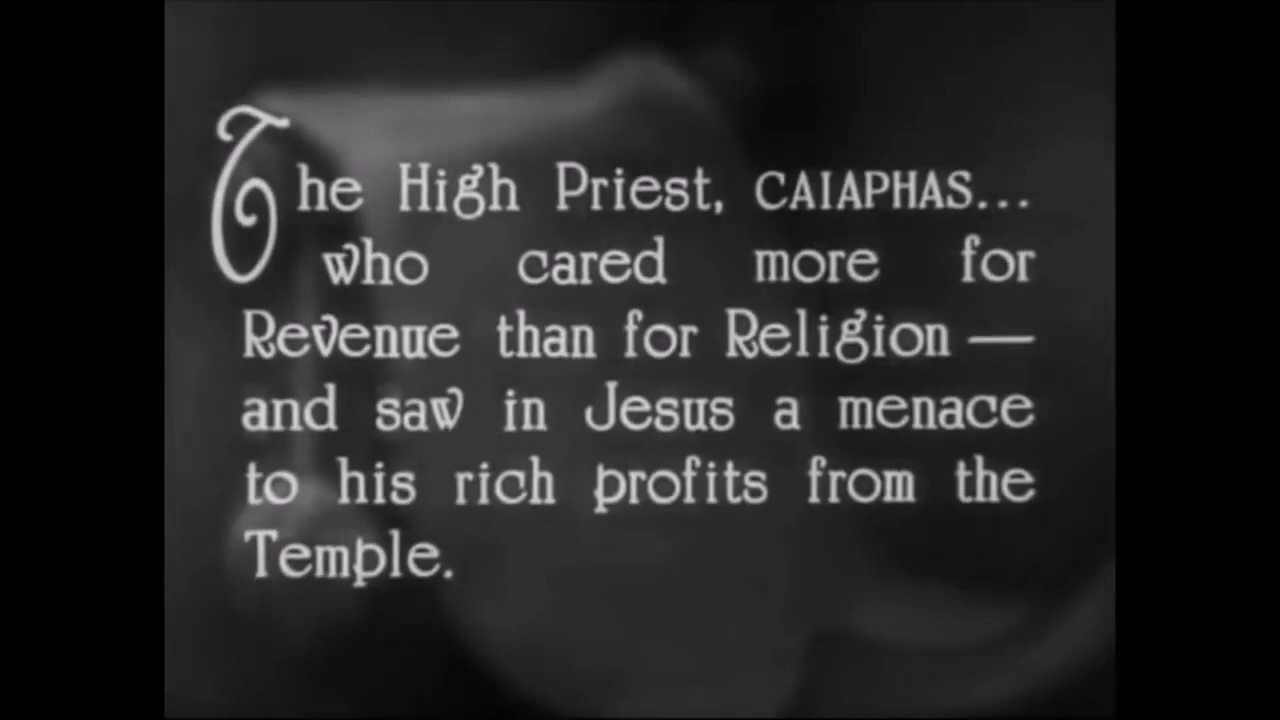 The High Priest, CAIAPHAS...
who cared more for
Revenue than for Religion —
and saw in Jesus a menace
to his rich profits from the
Temple.